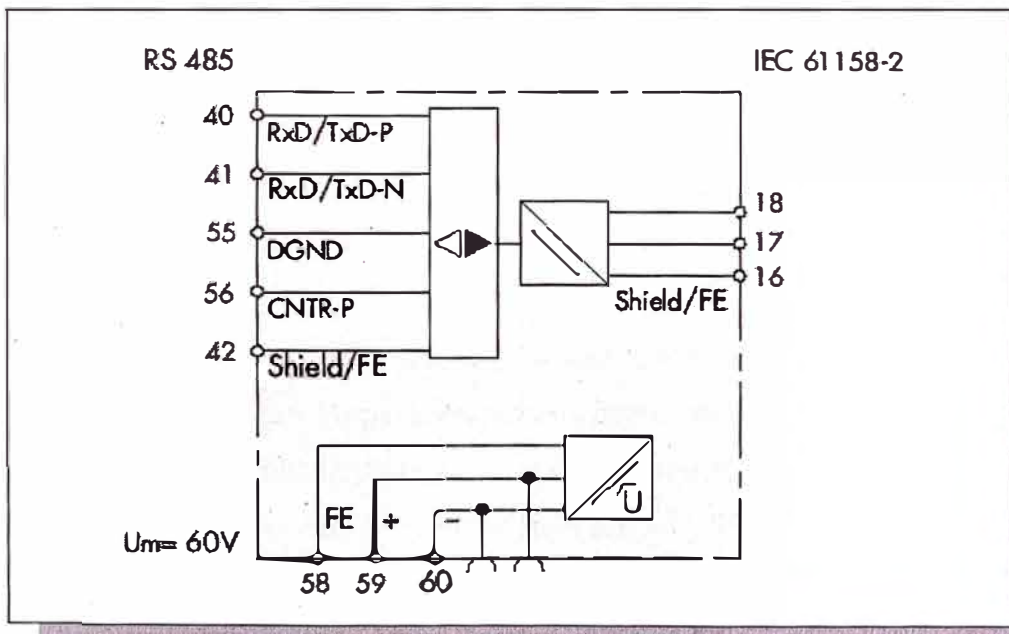 RS 485
IEC 61158-2
40
RxD/TxD-P
41
RxD/TxD-N
55
DGND
56
CNTR-P
42
Shield/FE
18
17
16
Shield/FE
U
FE + -
Um= 60V
58 59 60